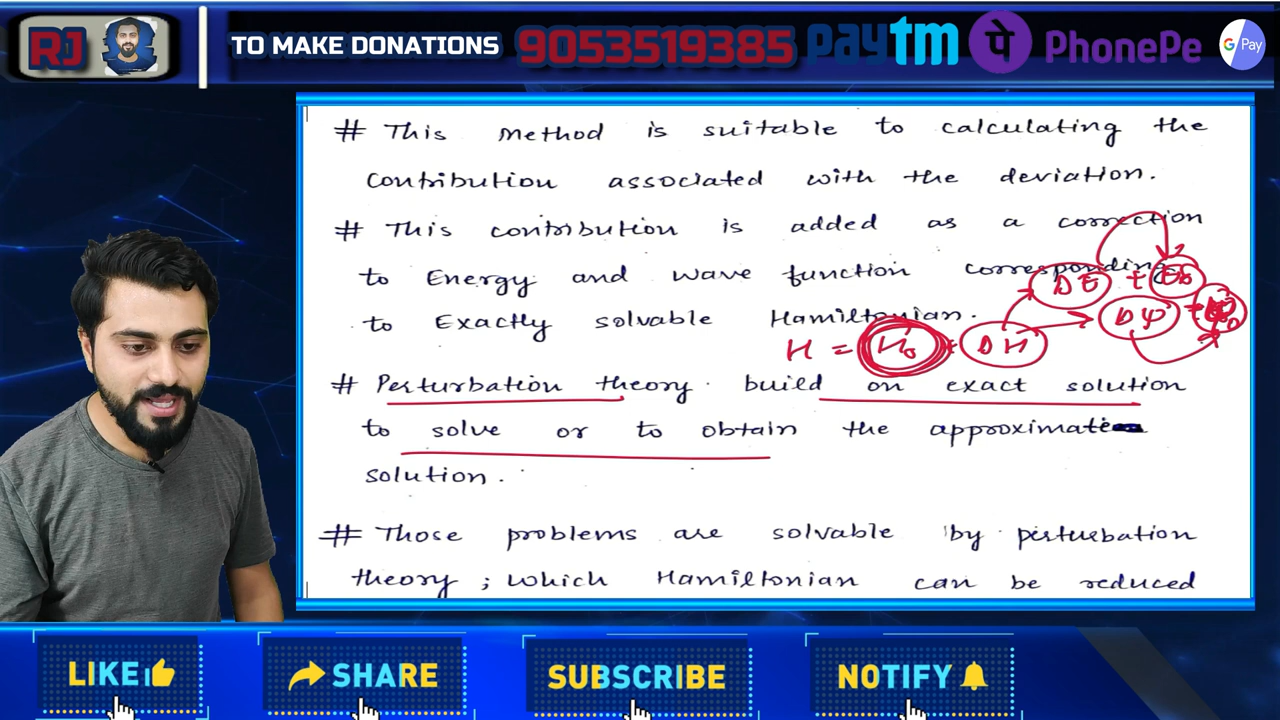 RJ
TO MAKE DONATIONS 9053519385 paytm पे PhonePe G Pay
# This Method is suitable to calculating the
contribution associated with the deviation.
# This contribution is added as a correction
to Energy and wave function corresponding
to Exactly solvable Hamiltonian.
ΔE + E₀
Δψ +
H = H₀ + ΔH
# Perturbation theory build on exact solution
to solve or to obtain the approximate
solution.
# Those problems are solvable by perturbation
theory ; which Hamiltonian can be reduced
LIKE SHARE SUBSCRIBE NOTIFY